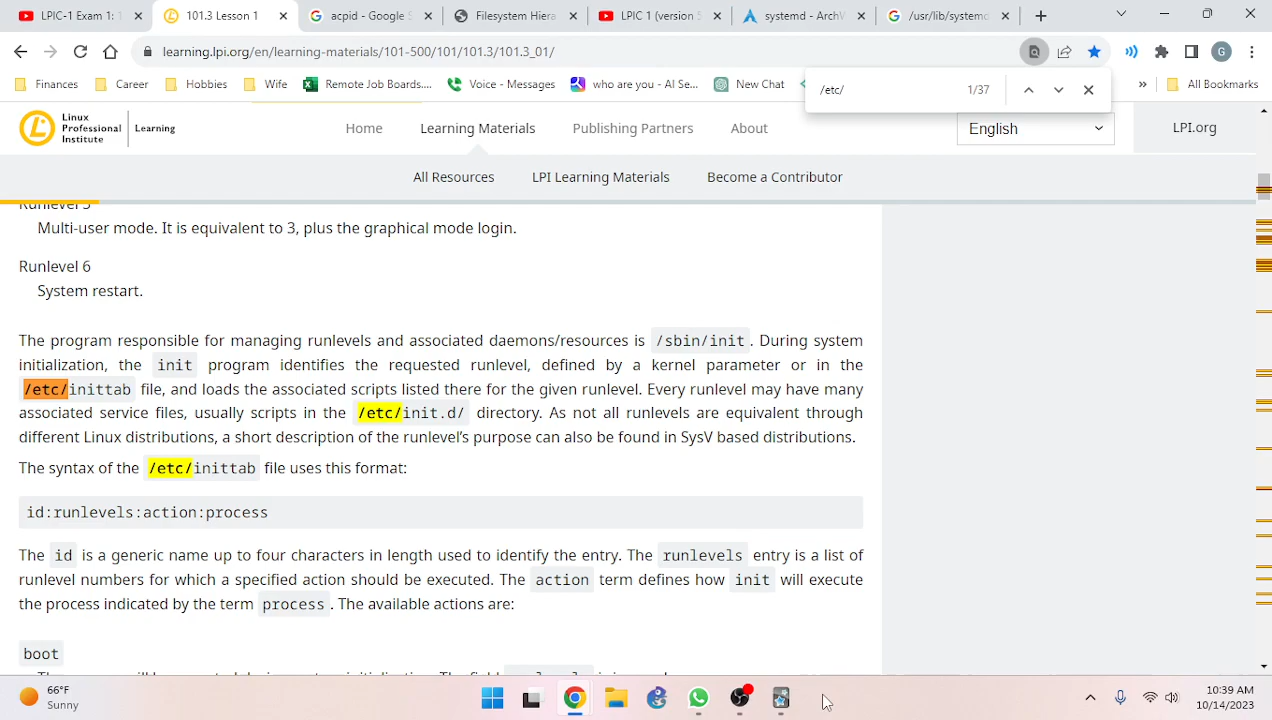 LPIC-1 Exam 1:
101.3 Lesson 1
acpid - Google S
Filesystem Hiera
LPIC 1 (version 5
systemd - ArchW
/usr/lib/systemd
learning.lpi.org/en/learning-materials/101-500/101/101.3/101.3_01/
G
Finances
Career
Hobbies
Wife
Remote Job Board....
Voice - Messages
who are you - AI Se...
New Chat
All Bookmarks
/etc/
1/37
Linux
Professional
Institute
Learning
Home
Learning Materials
Publishing Partners
About
English
LPI.org
All Resources
LPI Learning Materials
Become a Contributor
Runlevel 5
Multi-user mode. It is equivalent to 3, plus the graphical mode login.
Runlevel 6
System restart.
The program responsible for managing runlevels and associated daemons/resources is /sbin/init. During system
initialization, the init program identifies the requested runlevel, defined by a kernel parameter or in the
/etc/inittab file, and loads the associated scripts listed there for the given runlevel. Every runlevel may have many
associated service files, usually scripts in the /etc/init.d/ directory. As not all runlevels are equivalent through
different Linux distributions, a short description of the runlevel's purpose can also be found in SysV based distributions.
The syntax of the /etc/inittab file uses this format:
id:runlevels:action:process
The id is a generic name up to four characters in length used to identify the entry. The runlevels entry is a list of
runlevel numbers for which a specified action should be executed. The action term defines how init will execute
the process indicated by the term process. The available actions are:
boot
66°F
Sunny
10:39 AM
10/14/2023